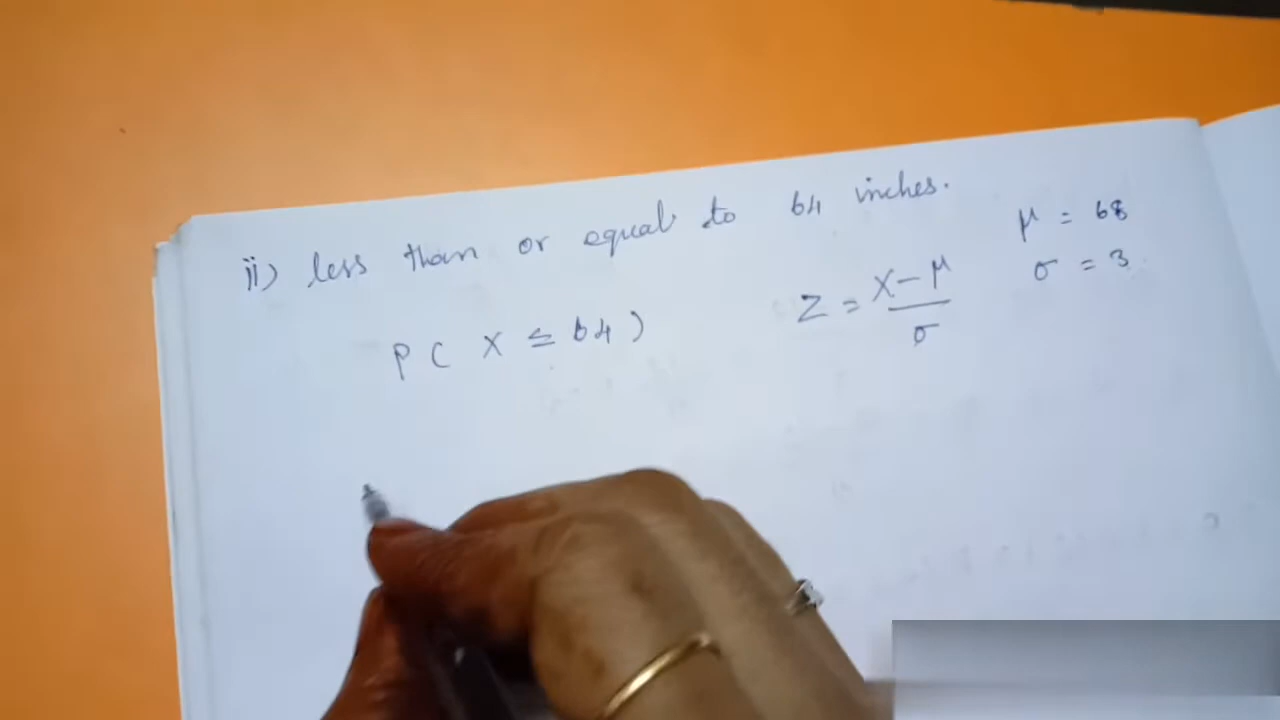 ii) less than or equal to 64 inches.
μ = 68
σ = 3
P( X ≤ 64)
Z = X-μ / σ